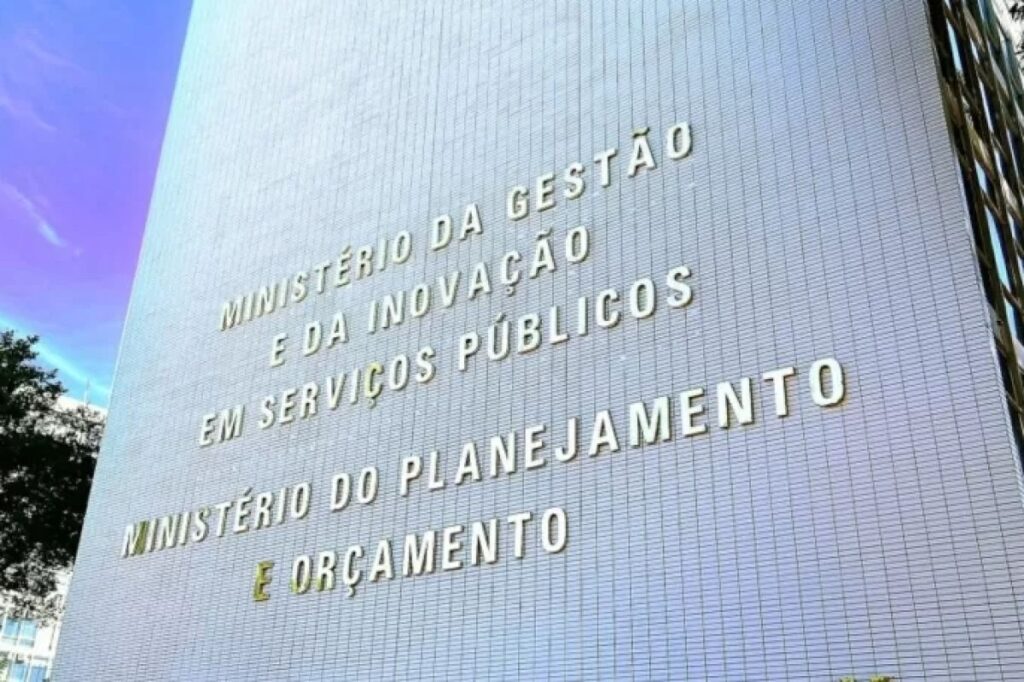 MINISTÉRIO DA GESTÃO
E DA INOVAÇÃO
EM SERVIÇOS PÚBLICOS
MINISTÉRIO DO PLANEJAMENTO
E ORÇAMENTO